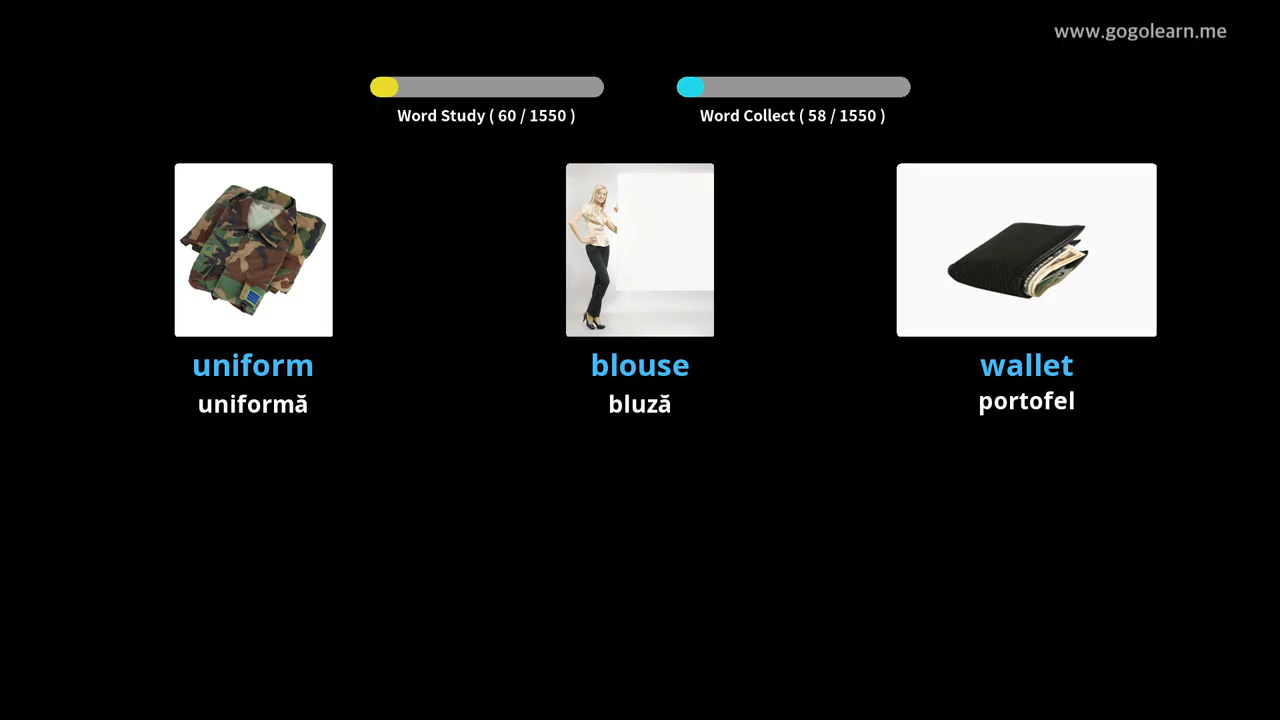 www.gogolearn.me
Word Study ( 60 / 1550 )
Word Collect ( 58 / 1550 )
uniform
uniformă
blouse
bluză
wallet
portofel